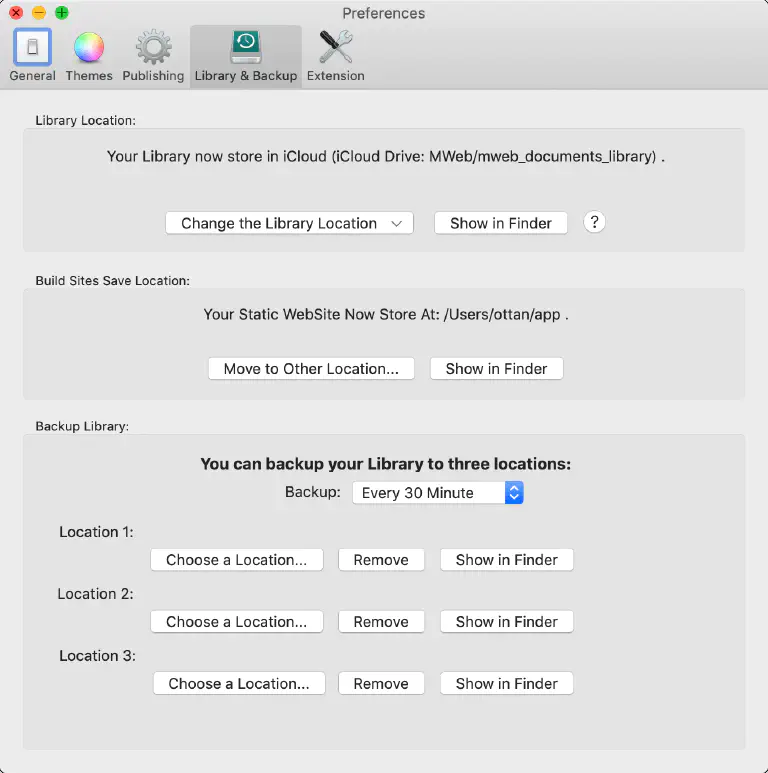 Preferences
General Themes Publishing Library & Backup Extension
Library Location:
Your Library now store in iCloud (iCloud Drive: MWeb/mweb_documents_library) .
Change the Library Location Show in Finder ?
Build Sites Save Location:
Your Static WebSite Now Store At: /Users/ottan/app .
Move to Other Location... Show in Finder
Backup Library:
You can backup your Library to three locations:
Backup: Every 30 Minute
Location 1:
Choose a Location... Remove Show in Finder
Location 2:
Choose a Location... Remove Show in Finder
Location 3:
Choose a Location... Remove Show in Finder